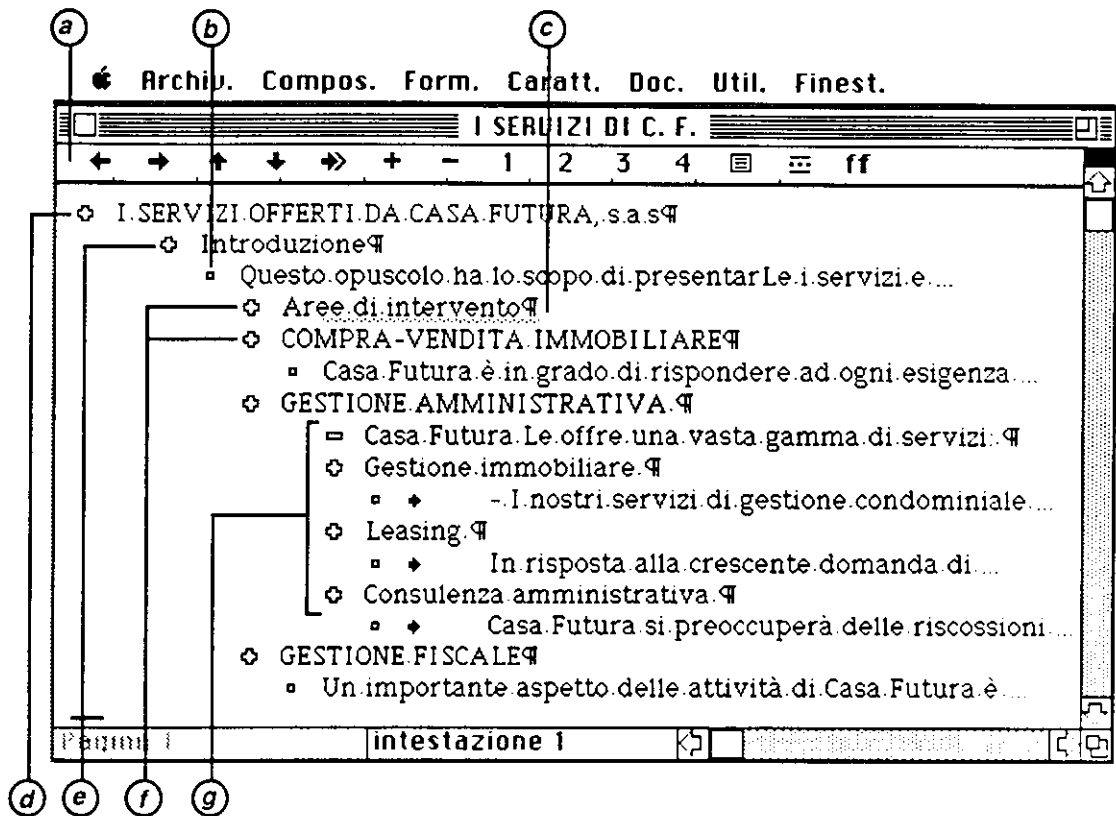 a b c
Archiv. Compos. Form. Caratt. Doc. Util. Finest.
I SERVIZI DI C. F.
← → ↑ ↓ ⇥ + − 1 2 3 4 ff
I.SERVIZI.OFFERTI.DA.CASA.FUTURA,.s.a.s¶
Introduzione¶
Questo.opuscolo.ha.lo.scopo.di.presentarLe.i.servizi.e....
Aree.di.intervento¶
COMPRA-VENDITA.IMMOBILIARE¶
Casa.Futura.è.in.grado.di.rispondere.ad.ogni.esigenza....
GESTIONE.AMMINISTRATIVA.¶
Casa.Futura.Le.offre.una.vasta.gamma.di.servizi:.¶
Gestione.immobiliare.¶
-.I.nostri.servizi.di.gestione.condominiale....
Leasing.¶
In.risposta.alla.crescente.domanda.di....
Consulenza.amministrativa.¶
Casa.Futura.si.preoccuperà.delle.riscossioni....
GESTIONE.FISCALE¶
Un.importante.aspetto.delle.attività.di.Casa.Futura.è....
Pagina 1 intestazione 1
d e f g